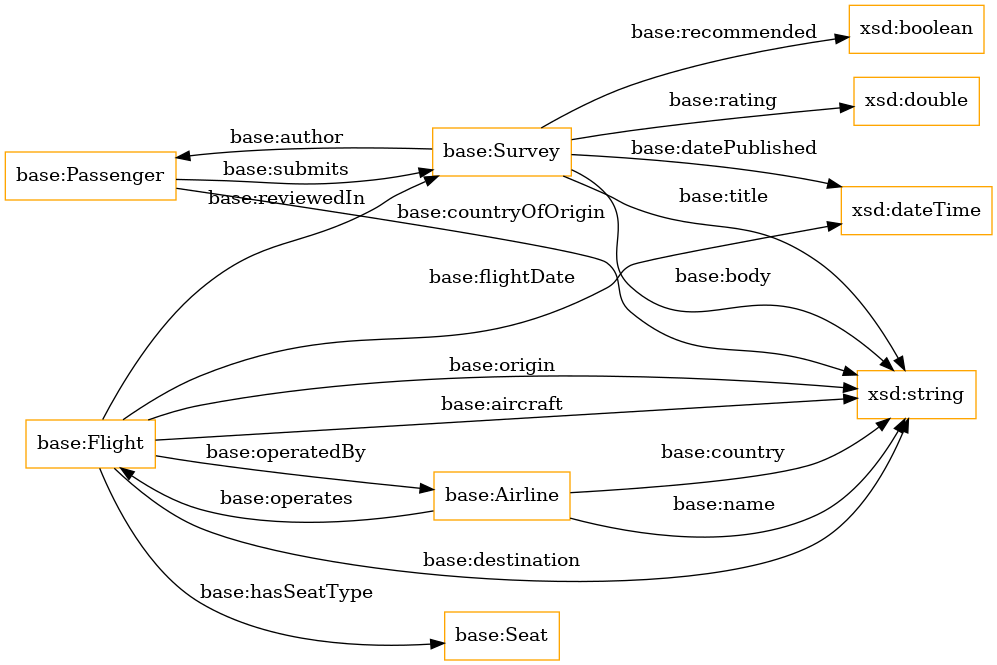 base:recommended
xsd:boolean
base:rating
xsd:double
base:author
base:Survey
base:datePublished
base:Passenger
base:submits
base:reviewedIn
base:countryOfOrigin
base:title
xsd:dateTime
base:flightDate
base:body
base:origin
xsd:string
base:aircraft
base:Flight
base:operatedBy
base:country
base:operates
base:Airline
base:name
base:destination
base:hasSeatType
base:Seat